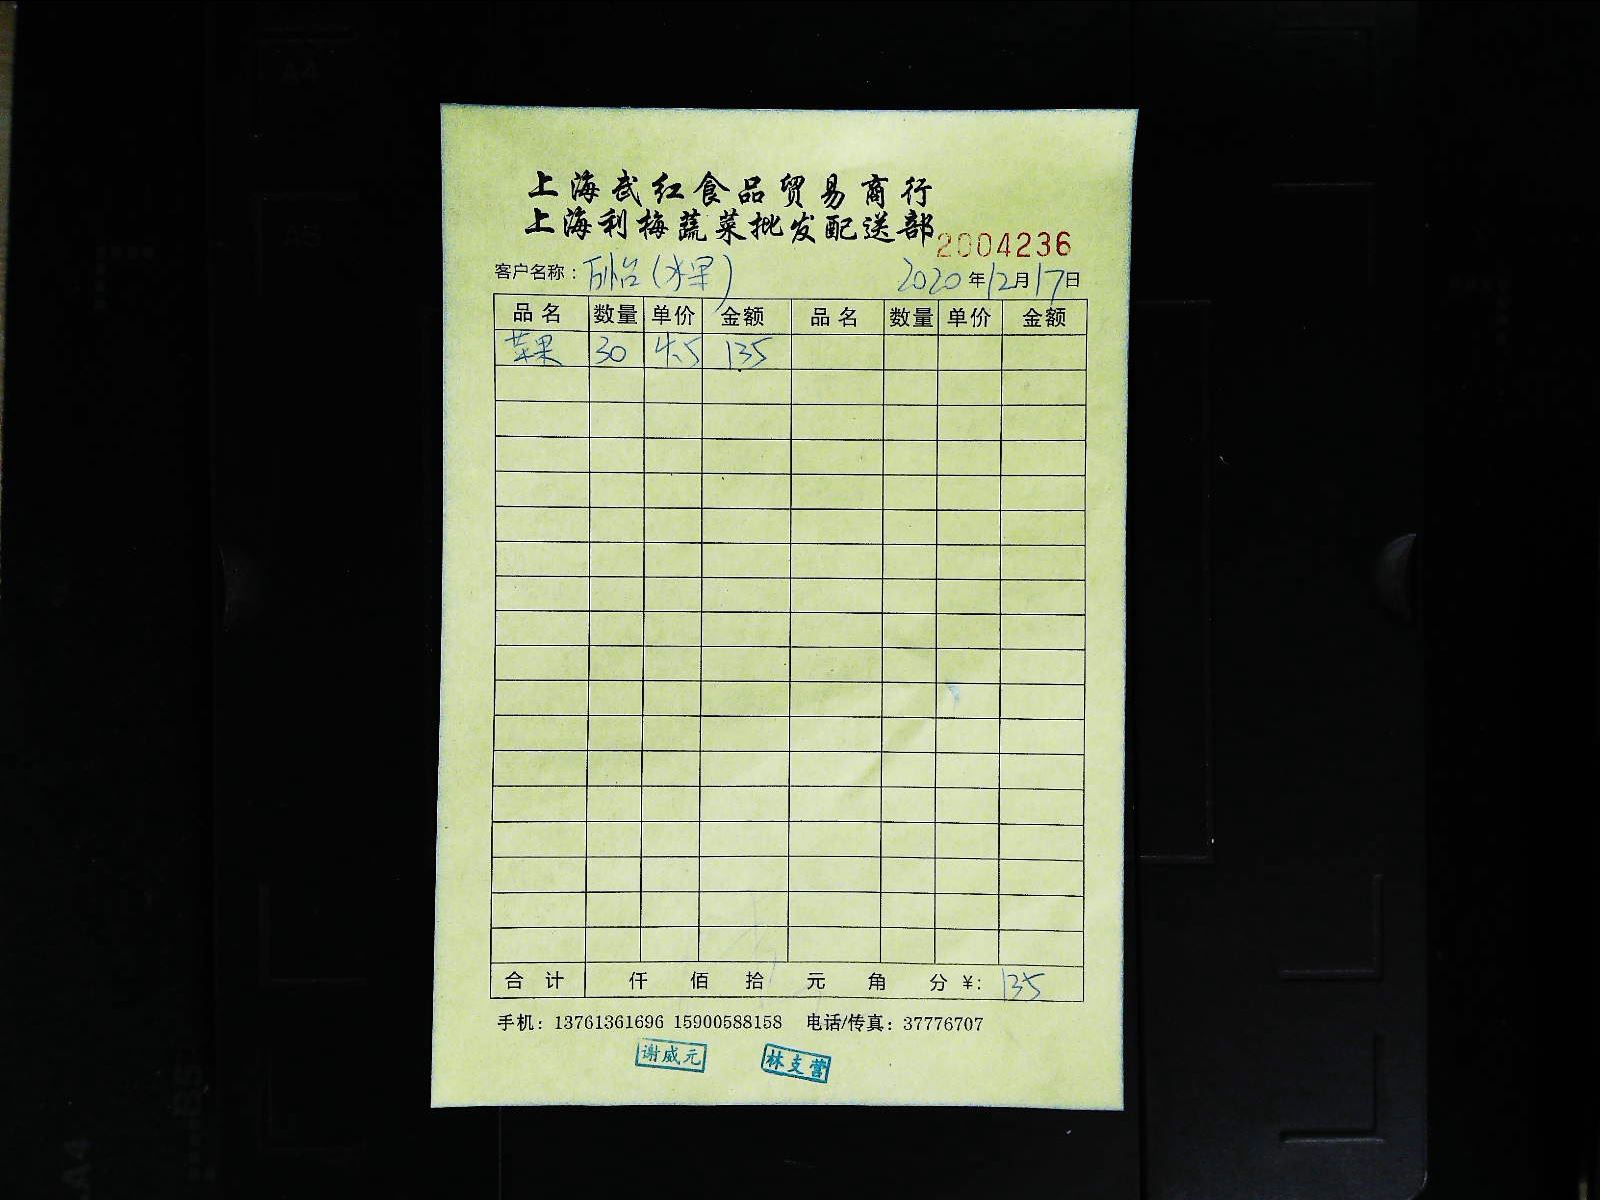 上海武红食品贸易商行
上海利梅蔬菜批发配送部
2004236
客户名称: (水果) 2020年12月17日
品名 数量 单价 金额 品名 数量 单价 金额
苹果 30 4.5 135
合计 仟 佰 拾 元 角 分 ¥: 135
手机: 13761361696 15900588158 电话/传真: 37776707
谢威元 林支营